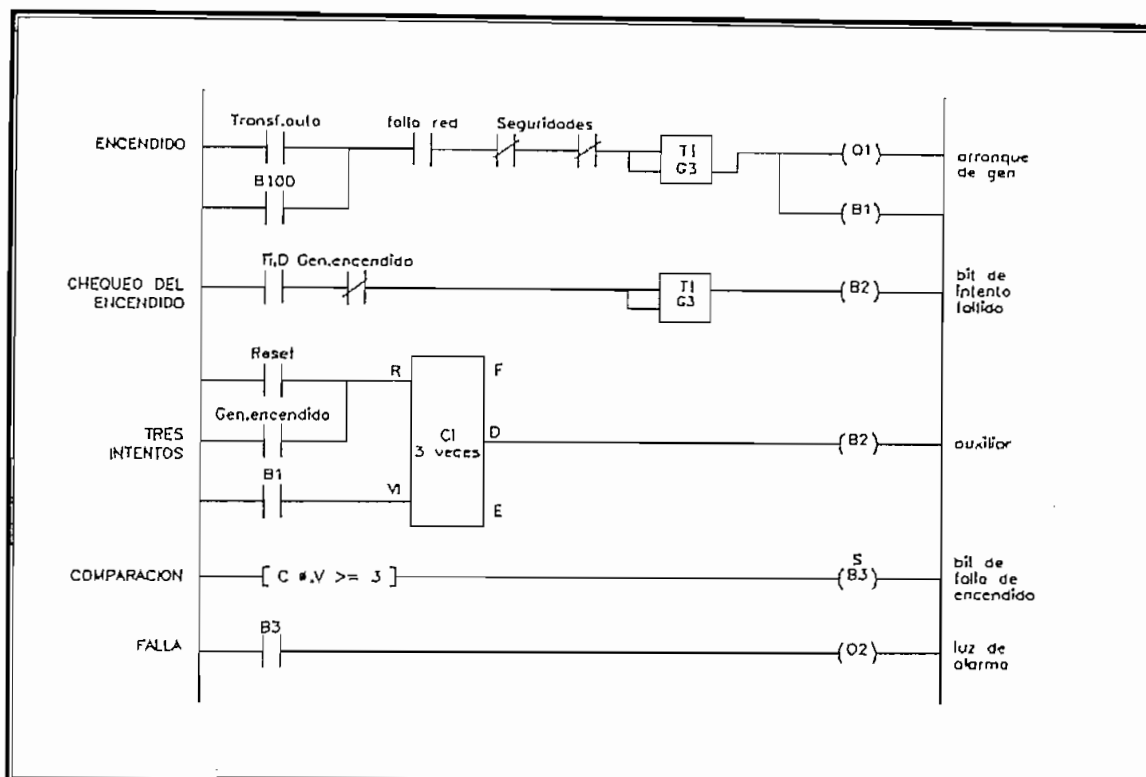 Transf.auto
falla red
Seguridades
ENCENDIDO
T1
G3
(O1)
arranque
de gen
B100
(B1)
Gen.encendido
CHEQUEO DEL
ENCENDIDO
T1
G3
(B2)
bit de
intento
fallido
Reset
R
F
Gen.encendido
TRES
INTENTOS
C1
3 veces
D
(B2)
auxiliar
B1
V1
E
COMPARACION
[ C ø.V >= 3 ]
S
(B3)
bit de
falla de
encendido
FALLA
B3
(O2)
luz de
alarma